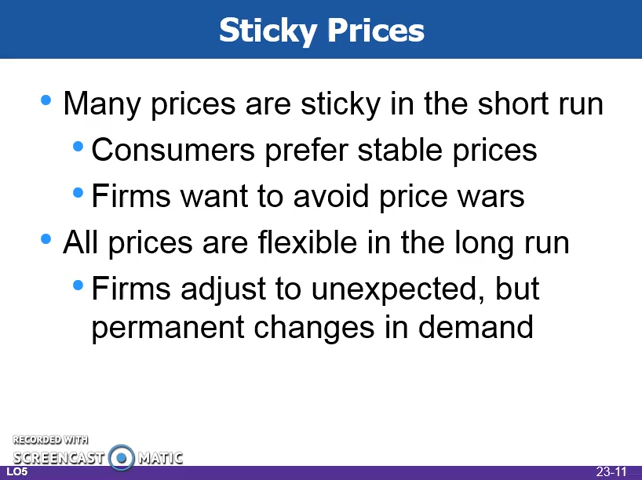 Sticky Prices
• Many prices are sticky in the short run
• Consumers prefer stable prices
• Firms want to avoid price wars
• All prices are flexible in the long run
• Firms adjust to unexpected, but
permanent changes in demand
RECORDED WITH
SCREENCAST MATIC
LO5
23-11